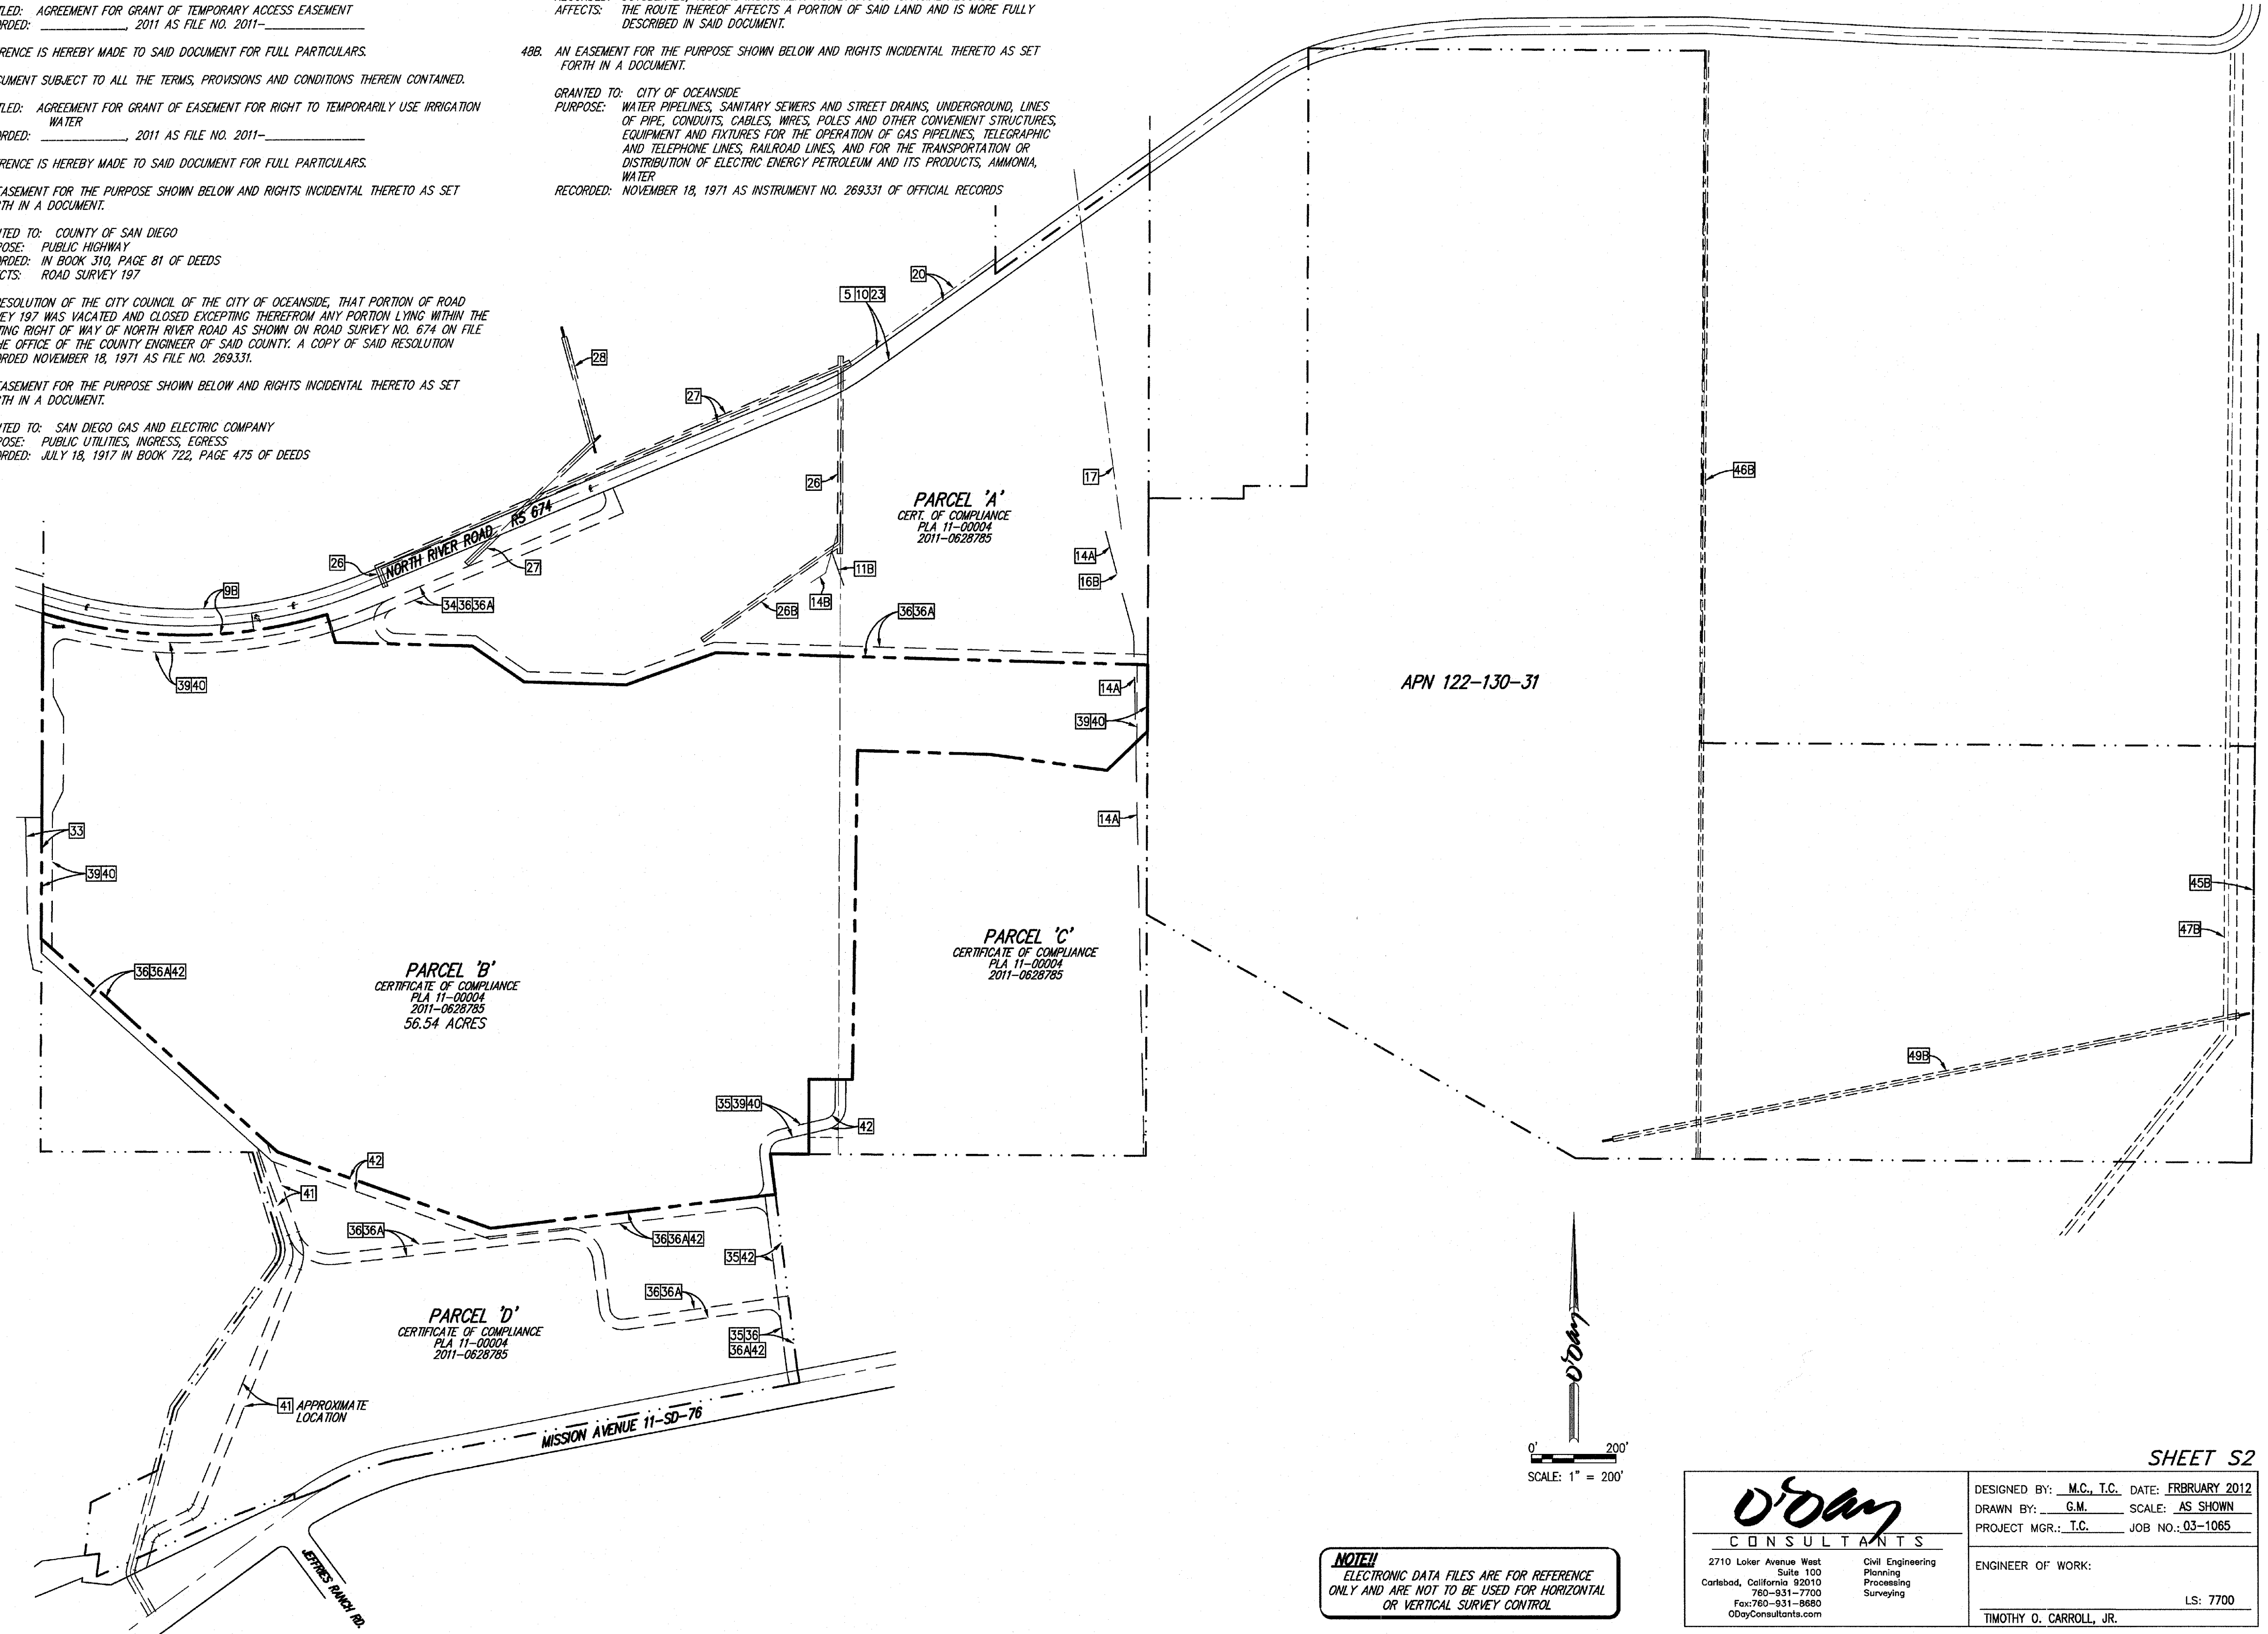 TLED: AGREEMENT FOR GRANT OF TEMPORARY ACCESS EASEMENT
RDED: ____________, 2011 AS FILE NO. 2011-______________
RENCE IS HEREBY MADE TO SAID DOCUMENT FOR FULL PARTICULARS.
CUMENT SUBJECT TO ALL THE TERMS, PROVISIONS AND CONDITIONS THEREIN CONTAINED.
TLED: AGREEMENT FOR GRANT OF EASEMENT FOR RIGHT TO TEMPORARILY USE IRRIGATION
WATER
RDED: ____________, 2011 AS FILE NO. 2011-______________
RENCE IS HEREBY MADE TO SAID DOCUMENT FOR FULL PARTICULARS.
EASEMENT FOR THE PURPOSE SHOWN BELOW AND RIGHTS INCIDENTAL THERETO AS SET
TH IN A DOCUMENT.
TED TO: COUNTY OF SAN DIEGO
OSE: PUBLIC HIGHWAY
RDED: IN BOOK 310, PAGE 81 OF DEEDS
CTS: ROAD SURVEY 197
ESOLUTION OF THE CITY COUNCIL OF THE CITY OF OCEANSIDE, THAT PORTION OF ROAD
EY 197 WAS VACATED AND CLOSED EXCEPTING THEREFROM ANY PORTION LYING WITHIN THE
TING RIGHT OF WAY OF NORTH RIVER ROAD AS SHOWN ON ROAD SURVEY NO. 674 ON FILE
HE OFFICE OF THE COUNTY ENGINEER OF SAID COUNTY. A COPY OF SAID RESOLUTION
RDED NOVEMBER 18, 1971 AS FILE NO. 269331.
EASEMENT FOR THE PURPOSE SHOWN BELOW AND RIGHTS INCIDENTAL THERETO AS SET
TH IN A DOCUMENT.
TED TO: SAN DIEGO GAS AND ELECTRIC COMPANY
OSE: PUBLIC UTILITIES, INGRESS, EGRESS
RDED: JULY 18, 1917 IN BOOK 722, PAGE 475 OF DEEDS
AFFECTS: THE ROUTE THEREOF AFFECTS A PORTION OF SAID LAND AND IS MORE FULLY
DESCRIBED IN SAID DOCUMENT.
48B. AN EASEMENT FOR THE PURPOSE SHOWN BELOW AND RIGHTS INCIDENTAL THERETO AS SET
FORTH IN A DOCUMENT.
GRANTED TO: CITY OF OCEANSIDE
PURPOSE: WATER PIPELINES, SANITARY SEWERS AND STREET DRAINS, UNDERGROUND, LINES
OF PIPE, CONDUITS, CABLES, WIRES, POLES AND OTHER CONVENIENT STRUCTURES,
EQUIPMENT AND FIXTURES FOR THE OPERATION OF GAS PIPELINES, TELEGRAPHIC
AND TELEPHONE LINES, RAILROAD LINES, AND FOR THE TRANSPORTATION OR
DISTRIBUTION OF ELECTRIC ENERGY PETROLEUM AND ITS PRODUCTS, AMMONIA,
WATER
RECORDED: NOVEMBER 18, 1971 AS INSTRUMENT NO. 269331 OF OFFICIAL RECORDS
20
5 10 23
28
27
46B
17
26
PARCEL 'A'
CERT. OF COMPLIANCE
PLA 11-00004
2011-0628785
NORTH RIVER ROAD RS 674
26
27
14A
16B
11B
14B
26B
9B
34 36 36A
36 36A
39 40
14A
39 40
APN 122-130-31
33
14A
39 40
45B
47B
36 36A 42
PARCEL 'B'
CERTIFICATE OF COMPLIANCE
PLA 11-00004
2011-0628785
56.54 ACRES
PARCEL 'C'
CERTIFICATE OF COMPLIANCE
PLA 11-00004
2011-0628785
49B
35 39 40
42
42
41
36 36A
36 36A 42
35 42
36 36A
PARCEL 'D'
CERTIFICATE OF COMPLIANCE
PLA 11-00004
2011-0628785
35 36
36A 42
41 APPROXIMATE
LOCATION
MISSION AVENUE 11-SD-76
JEFFRIES RANCH RD.
O'Day
0' 200'
SCALE: 1" = 200'
NOTE!!
ELECTRONIC DATA FILES ARE FOR REFERENCE
ONLY AND ARE NOT TO BE USED FOR HORIZONTAL
OR VERTICAL SURVEY CONTROL
SHEET S2
O'Day
CONSULTANTS
2710 Loker Avenue West
Suite 100
Carlsbad, California 92010
760-931-7700
Fax:760-931-8680
ODayConsultants.com
Civil Engineering
Planning
Processing
Surveying
DESIGNED BY: M.C., T.C. DATE: FRBRUARY 2012
DRAWN BY: G.M. SCALE: AS SHOWN
PROJECT MGR.: T.C. JOB NO.: 03-1065
ENGINEER OF WORK:
LS: 7700
TIMOTHY O. CARROLL, JR.